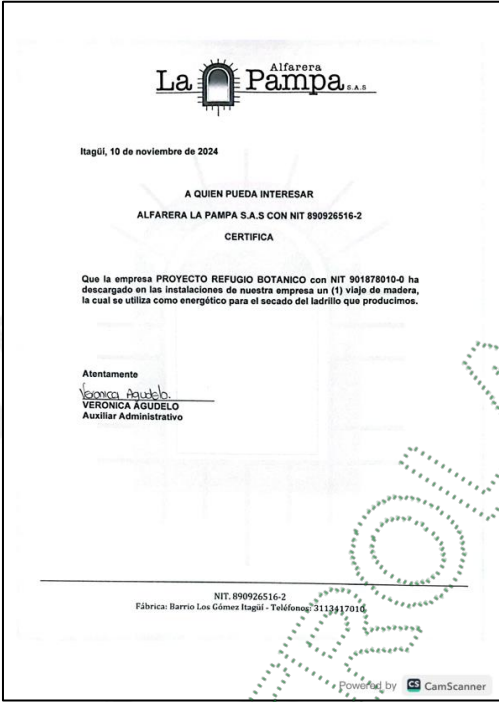 Alfarera
La Pampa S.A.S
Itagüi, 10 de noviembre de 2024
A QUIEN PUEDA INTERESAR
ALFARERA LA PAMPA S.A.S CON NIT 890926516-2
CERTIFICA
Que la empresa PROYECTO REFUGIO BOTANICO con NIT 901878010-0 ha
descargado en las instalaciones de nuestra empresa un (1) viaje de madera,
la cual se utiliza como energético para el secado del ladrillo que producimos.
Atentamente
Veronica Agudelo.
VERONICA AGUDELO
Auxiliar Administrativo
NIT. 890926516-2
Fábrica: Barrio Los Gómez Itagüí - Teléfonos: 3113417010
TROLA
Powered by CS CamScanner